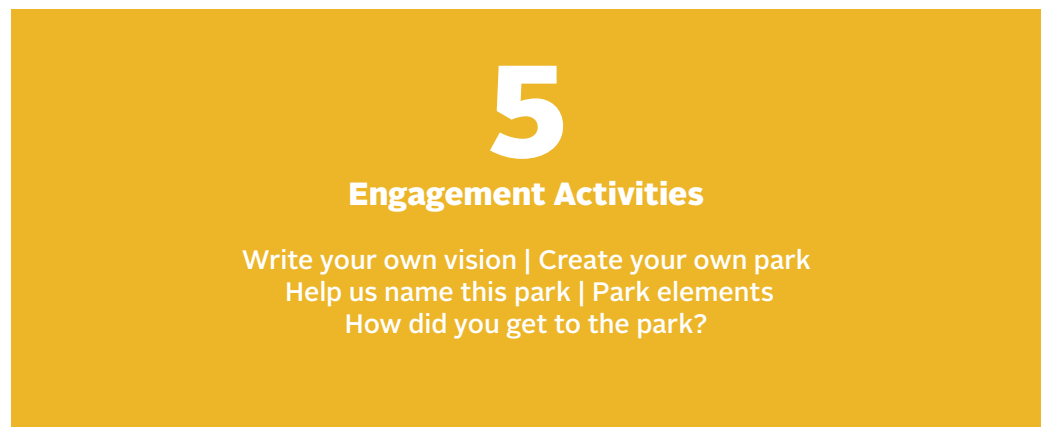 5
Engagement Activities
Write your own vision | Create your own park
Help us name this park | Park elements
How did you get to the park?